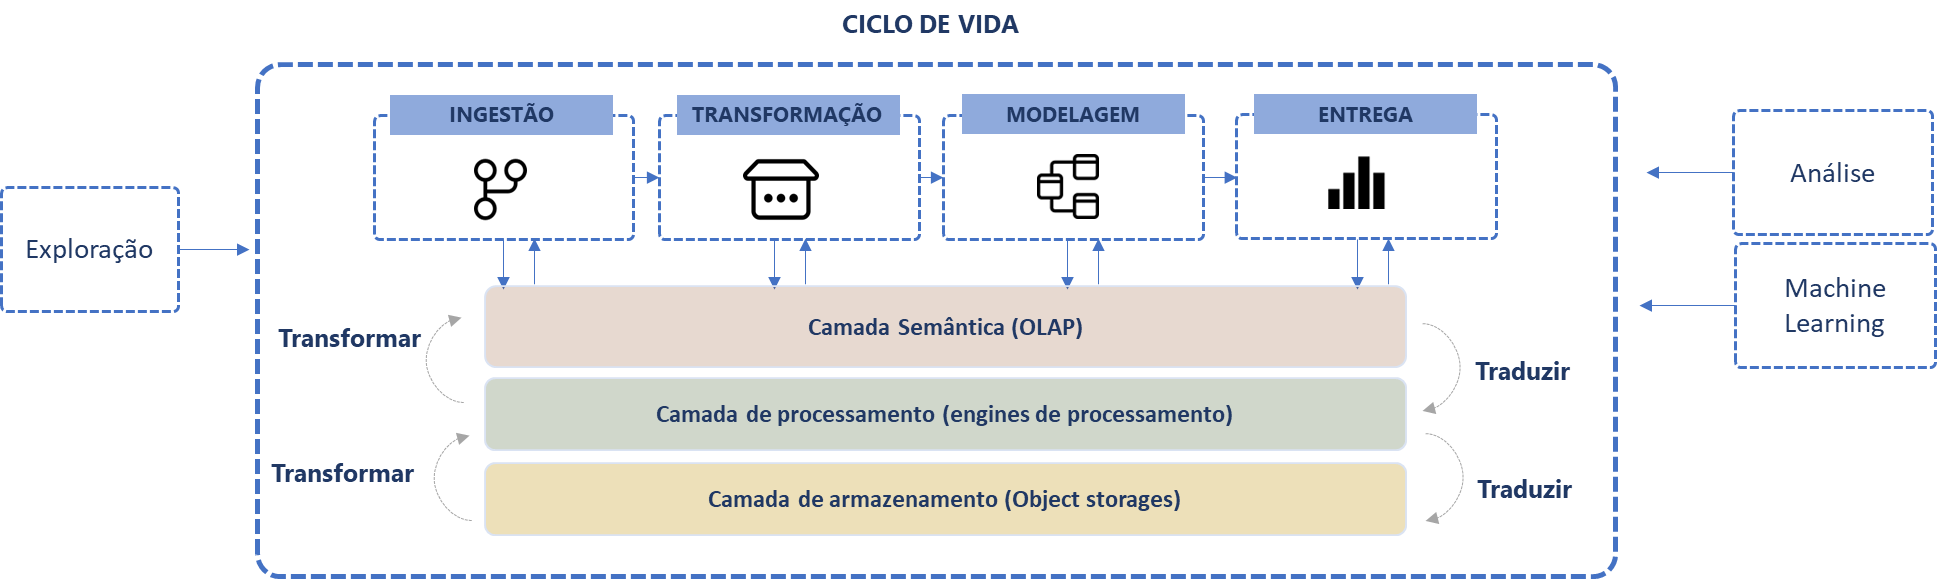 CICLO DE VIDA
INGESTÃO
TRANSFORMAÇÃO
MODELAGEM
ENTREGA
Exploração
Análise
Machine
Learning
Camada Semântica (OLAP)
Transformar
Traduzir
Camada de processamento (engines de processamento)
Transformar
Traduzir
Camada de armazenamento (Object storages)